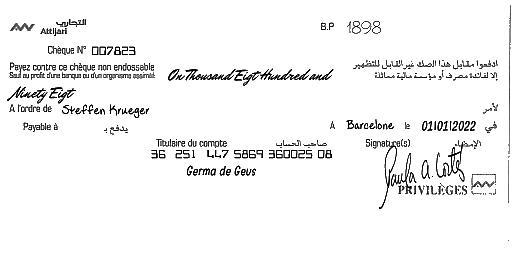 التجاري
Attijari
B.P 1898
Chèque N° 007823
Payez contre ce chèque non endossable
Sauf au profit d'une banque ou d'un organisme assimilé
On Thousand Eigt Hundred and
ادفعوا مقابل هذا الصك غير القابل للتظهير
إلا لفائدة مصرف أو مؤسسة مالية مماثلة
Ninety Eigt
A l'ordre de Steffen Krueger لأمر
Payable à يدفع بـ
A Barcelone le 01/01/2022 في
Titulaire du compte صاحب الحساب
Signature(s) الإمضاء
36 251 447 5869 360025 08
Germa de Geus
Paula A. Cortés
PRIVILÈGES